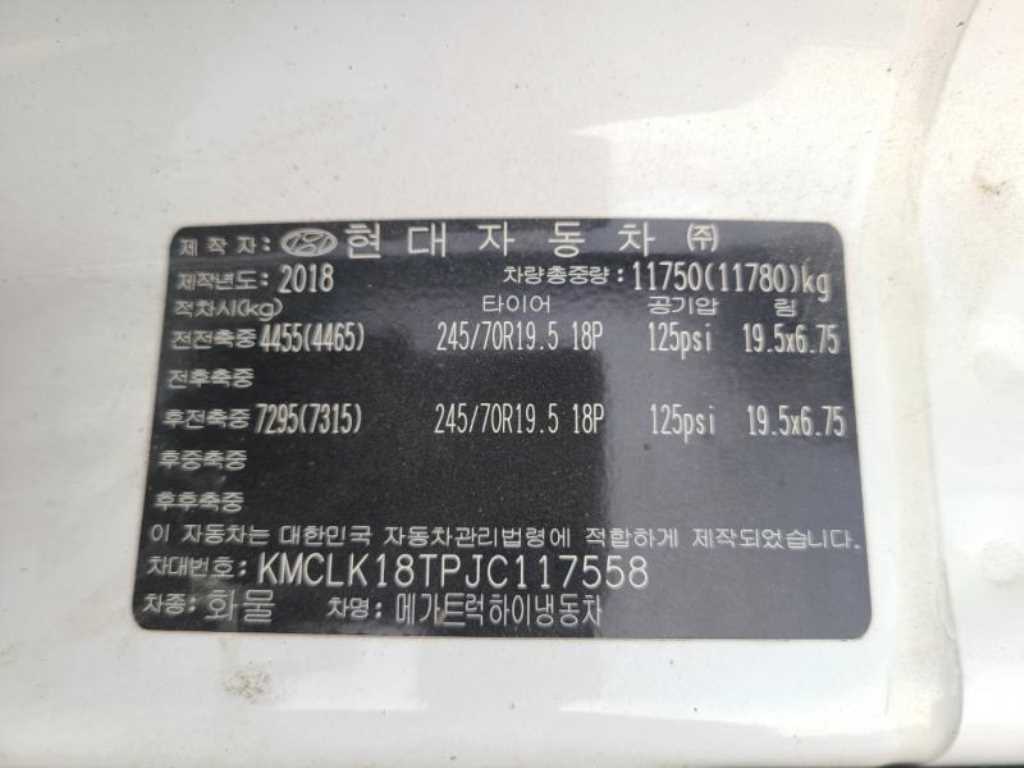 제작자: 현대자동차 ㈜
제작년도: 2018 차량총중량: 11750(11780)kg
적차시(kg) 타이어 공기압 림
전전축중 4455(4465) 245/70R19.5 18P 125psi 19.5x6.75
전후축중
후전축중 7295(7315) 245/70R19.5 18P 125psi 19.5x6.75
후중축중
후후축중
이 자동차는 대한민국 자동차관리법령에 적합하게 제작되었습니다.
차대번호: KMCLK18TPJC117558
차종: 화물 차명: 메가트럭하이냉동차